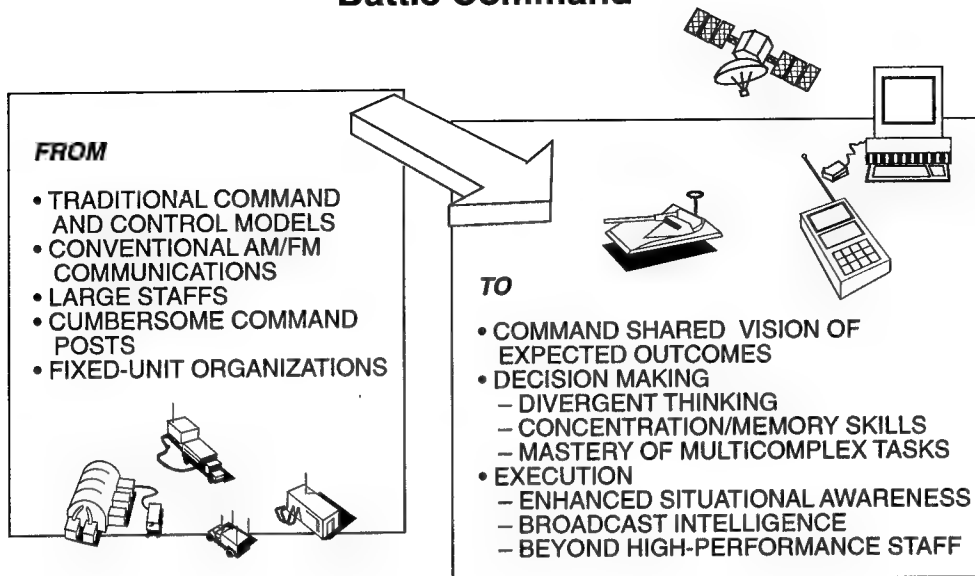 Battle Command
FROM
• TRADITIONAL COMMAND
AND CONTROL MODELS
• CONVENTIONAL AM/FM
COMMUNICATIONS
• LARGE STAFFS
• CUMBERSOME COMMAND
POSTS
• FIXED-UNIT ORGANIZATIONS
TO
• COMMAND SHARED VISION OF
EXPECTED OUTCOMES
• DECISION MAKING
– DIVERGENT THINKING
– CONCENTRATION/MEMORY SKILLS
– MASTERY OF MULTICOMPLEX TASKS
• EXECUTION
– ENHANCED SITUATIONAL AWARENESS
– BROADCAST INTELLIGENCE
– BEYOND HIGH-PERFORMANCE STAFF